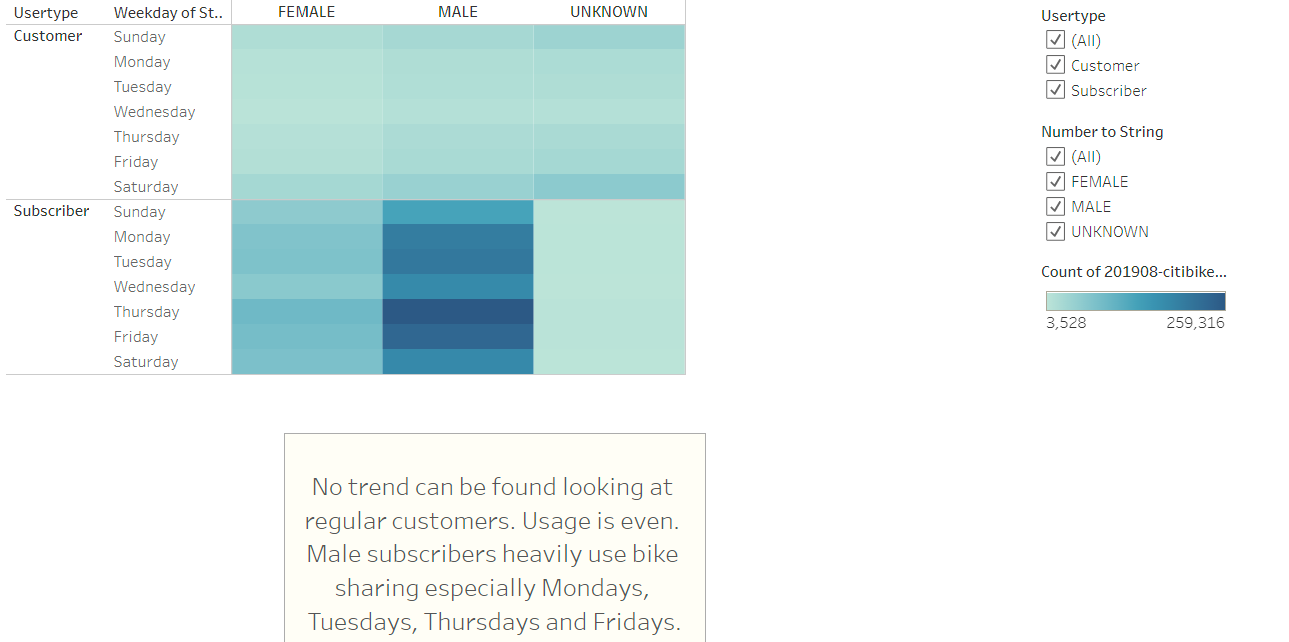 Usertype Weekday of St.. FEMALE MALE UNKNOWN
Customer Sunday
Monday
Tuesday
Wednesday
Thursday
Friday
Saturday
Subscriber Sunday
Monday
Tuesday
Wednesday
Thursday
Friday
Saturday
Usertype
(All)
Customer
Subscriber
Number to String
(All)
FEMALE
MALE
UNKNOWN
Count of 201908-citibike...
3,528 259,316
No trend can be found looking at
regular customers. Usage is even.
Male subscribers heavily use bike
sharing especially Mondays,
Tuesdays, Thursdays and Fridays.